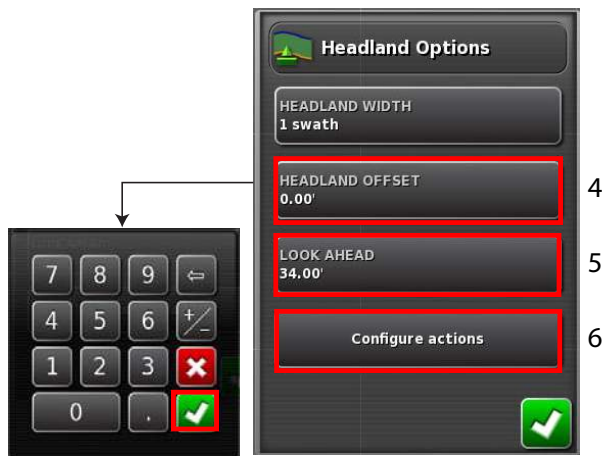 Headland Options
HEADLAND WIDTH
1 swath
HEADLAND OFFSET
0.00'
4
LOOK AHEAD
34.00'
5
Configure actions
6
7 8 9 ⇦
4 5 6 +/−
1 2 3
0 .